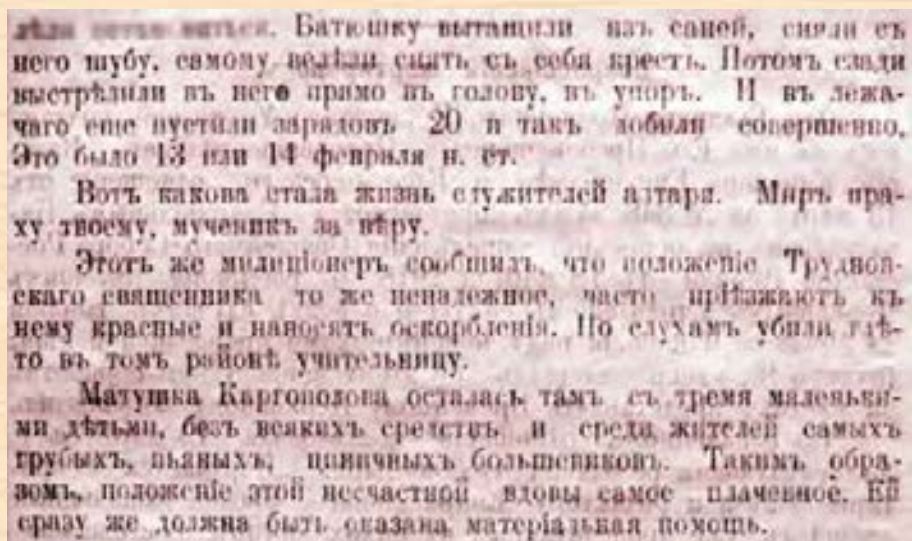 Батюшку вытащили изъ саней, сняли съ
него шубу, самому велѣли снять съ себя крестъ. Потомъ сзади
выстрѣлили въ него прямо въ голову, въ упоръ. И въ лежа-
чаго еще пустили зарядовъ 20 и такъ добили совершенно.
Это было 13 или 14 февраля н. ст.
Вотъ какова стала жизнь служителей алтаря. Миръ пра-
ху твоему, мученикъ за вѣру.
Этотъ же милиціонеръ сообщилъ, что положеніе Труднов-
скаго священника то же ненадежное, часто пріѣзжаютъ къ
нему красные и наносятъ оскорбленія. По слухамъ убили гдѣ-
то въ томъ районѣ учительницу.
Матушка Каргополова осталась тамъ съ тремя маленьки-
ми дѣтьми, безъ всякихъ средствъ и среди жителей самыхъ
грубыхъ, пьяныхъ, циничныхъ большевиковъ. Такимъ обра-
зомъ, положеніе этой несчастной вдовы самое плачевное. Ей
сразу же должна быть оказана матеріальная помощь.